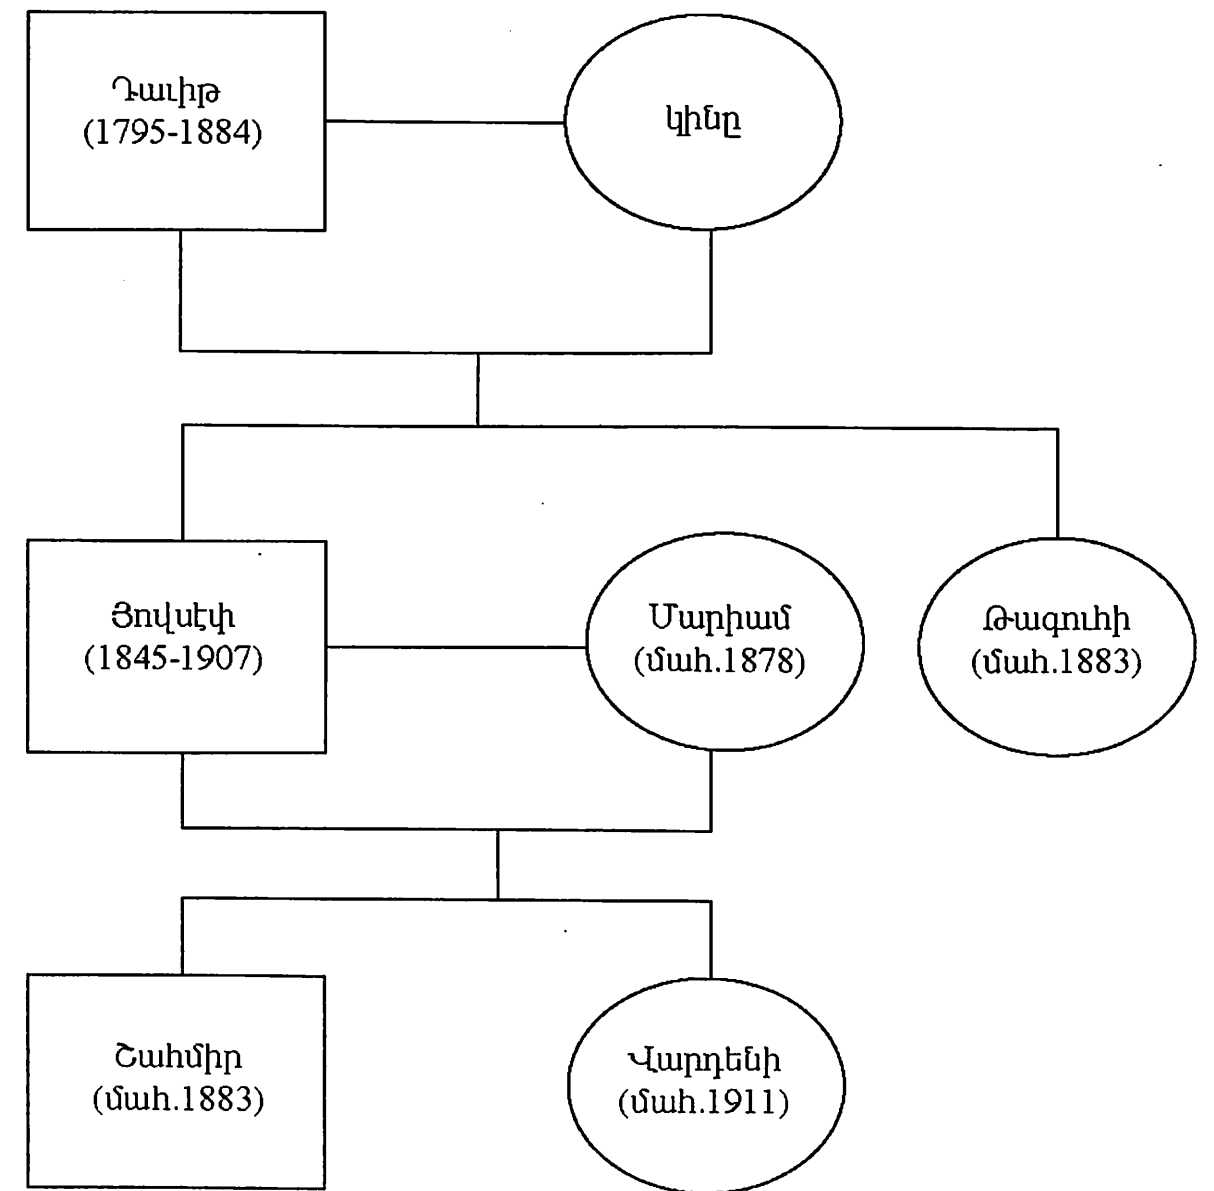 Դաւիթ
(1795-1884)
կինը
Յովսէփ
(1845-1907)
Մարիամ
(մահ.1878)
Թագուհի
(մահ.1883)
Շահմիր
(մահ.1883)
Վարդենի
(մահ.1911)